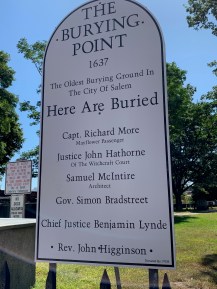 THE
·BURYING·
POINT
1637
The Oldest Burying Ground In
The City Of Salem
Here Are Buried
Capt. Richard More
Mayflower Passenger
Justice John Hathorne
Of The Witchcraft Court
Samuel McIntire
Architect
Gov. Simon Bradstreet
Chief Justice Benjamin Lynde
· Rev. John Higginson ·